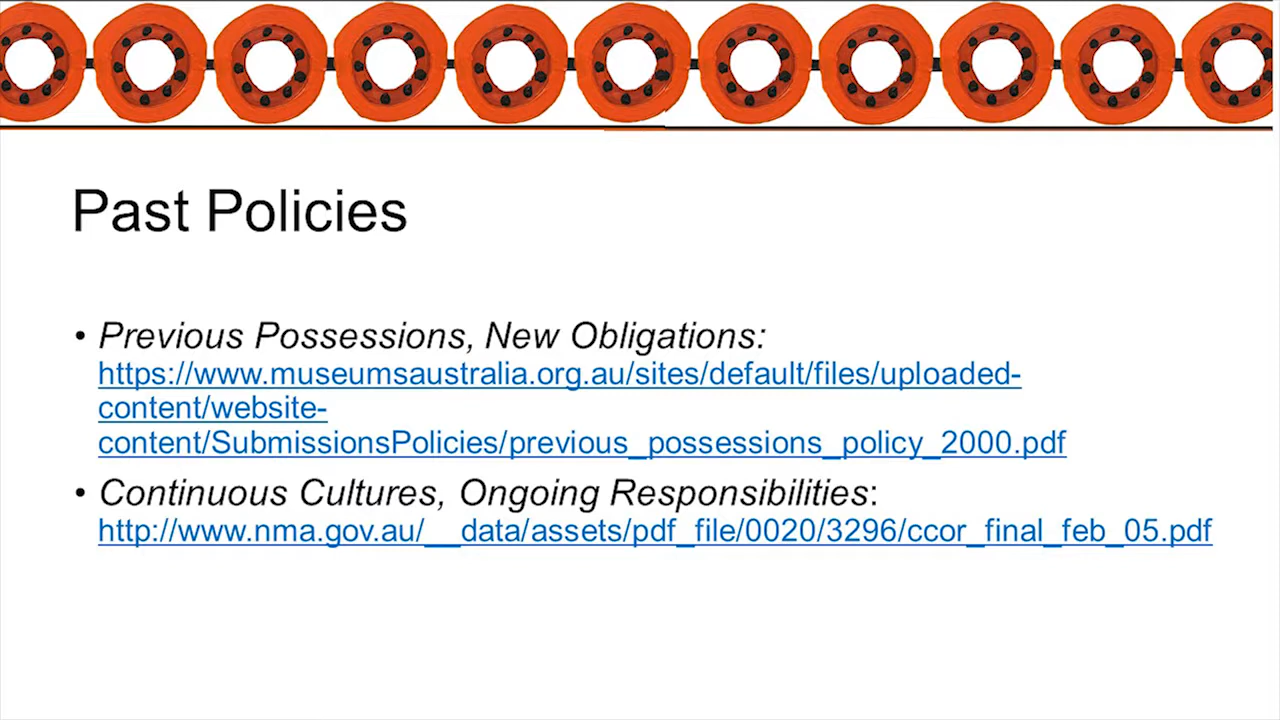 Past Policies
• Previous Possessions, New Obligations:
https://www.museumsaustralia.org.au/sites/default/files/uploaded-
content/website-
content/SubmissionsPolicies/previous_possessions_policy_2000.pdf
• Continuous Cultures, Ongoing Responsibilities:
http://www.nma.gov.au/__data/assets/pdf_file/0020/3296/ccor_final_feb_05.pdf